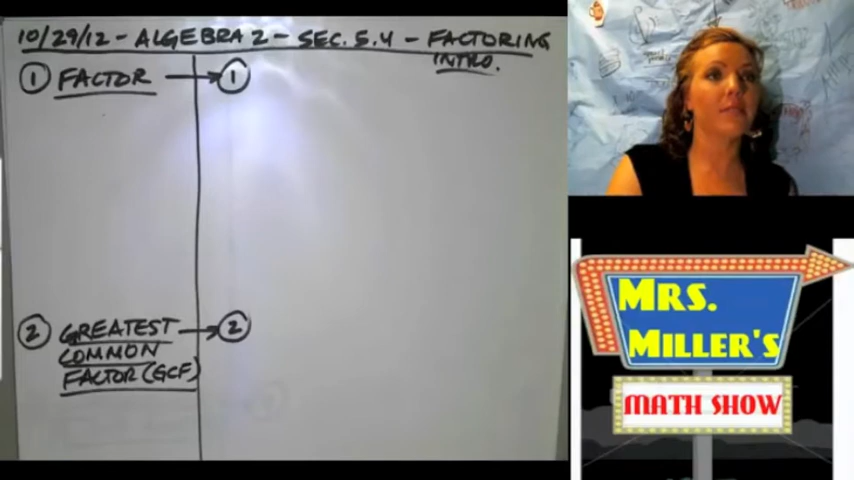 10/29/12 - ALGEBRA 2 - SEC. 5.4 - FACTORING
INTRO.
① FACTOR → ①
② GREATEST → ②
COMMON
FACTOR (GCF)
MRS.
MILLER'S
MATH SHOW